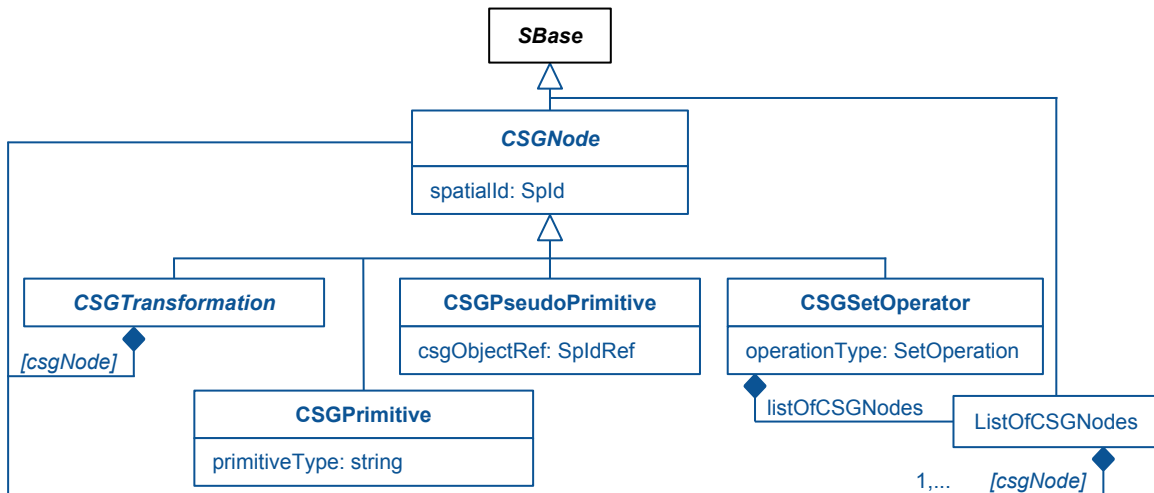 SBase
CSGNode
spatialId: SpId
CSGTransformation
CSGPseudoPrimitive
CSGSetOperator
csgObjectRef: SpIdRef
operationType: SetOperation
[csgNode]
CSGPrimitive
primitiveType: string
listOfCSGNodes
ListOfCSGNodes
1,... [csgNode]